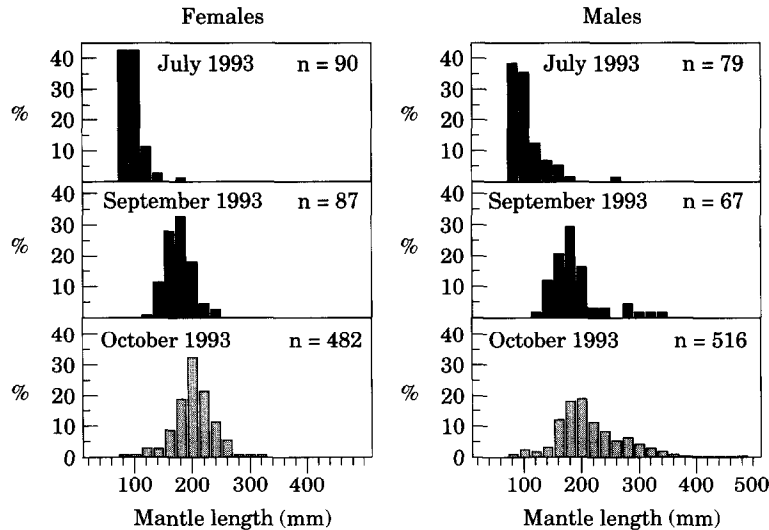 Females
Males
July 1993 n = 90
40
30
20
10
%
July 1993 n = 79
40
30
20
10
%
September 1993 n = 87
40
30
20
10
%
September 1993 n = 67
40
30
20
10
%
October 1993 n = 482
40
30
20
10
0
%
October 1993 n = 516
40
30
20
10
0
%
100 200 300 400
Mantle length (mm)
100 200 300 400 500
Mantle length (mm)